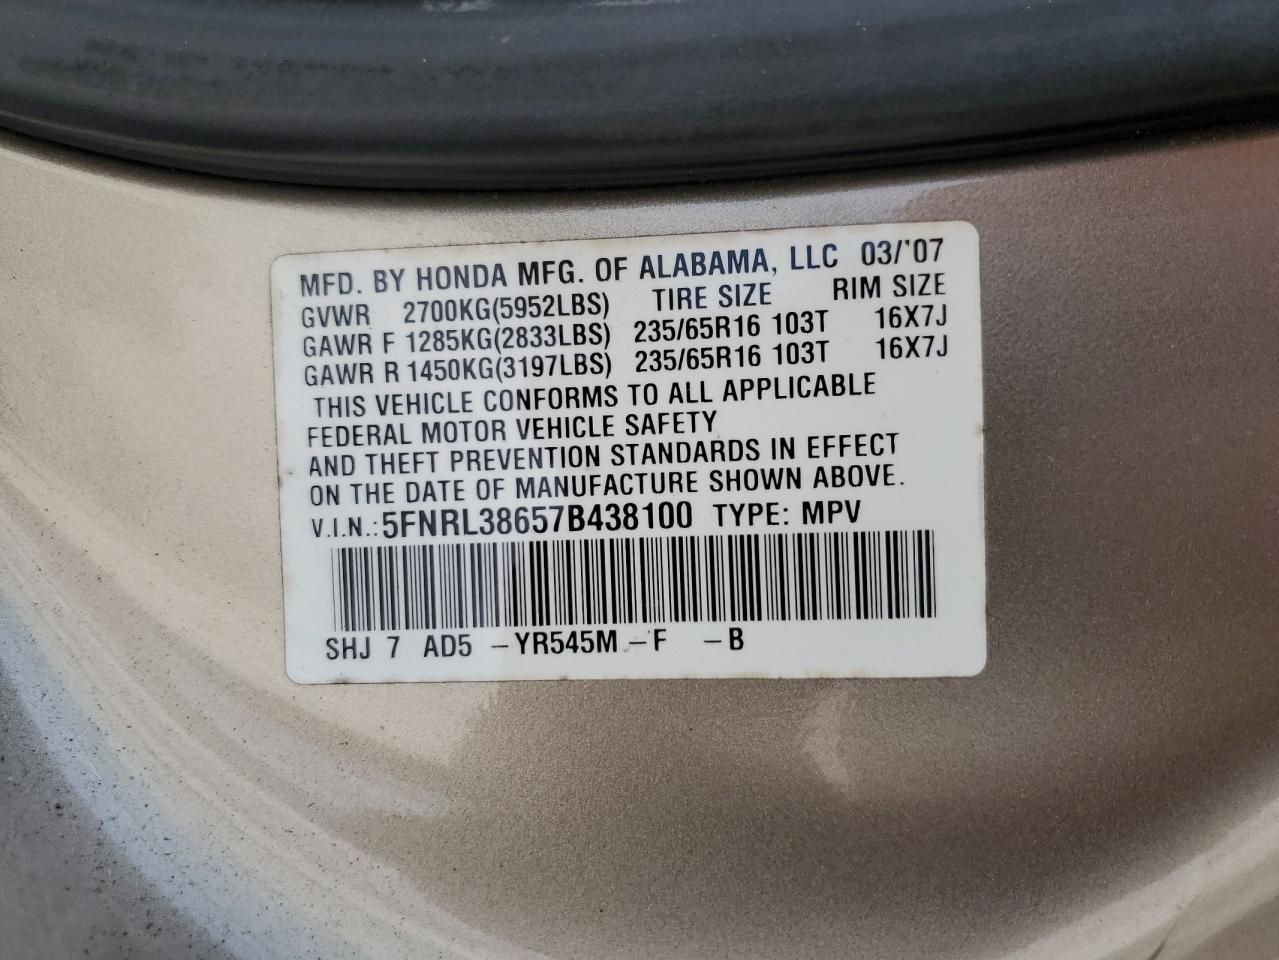 MFD. BY HONDA MFG. OF ALABAMA, LLC 03/'07
GVWR 2700KG(5952LBS) TIRE SIZE RIM SIZE
GAWR F 1285KG(2833LBS) 235/65R16 103T 16X7J
GAWR R 1450KG(3197LBS) 235/65R16 103T 16X7J
THIS VEHICLE CONFORMS TO ALL APPLICABLE
FEDERAL MOTOR VEHICLE SAFETY
AND THEFT PREVENTION STANDARDS IN EFFECT
ON THE DATE OF MANUFACTURE SHOWN ABOVE.
V.I.N.: 5FNRL38657B438100 TYPE: MPV
SHJ 7 AD5 – YR545M – F – B